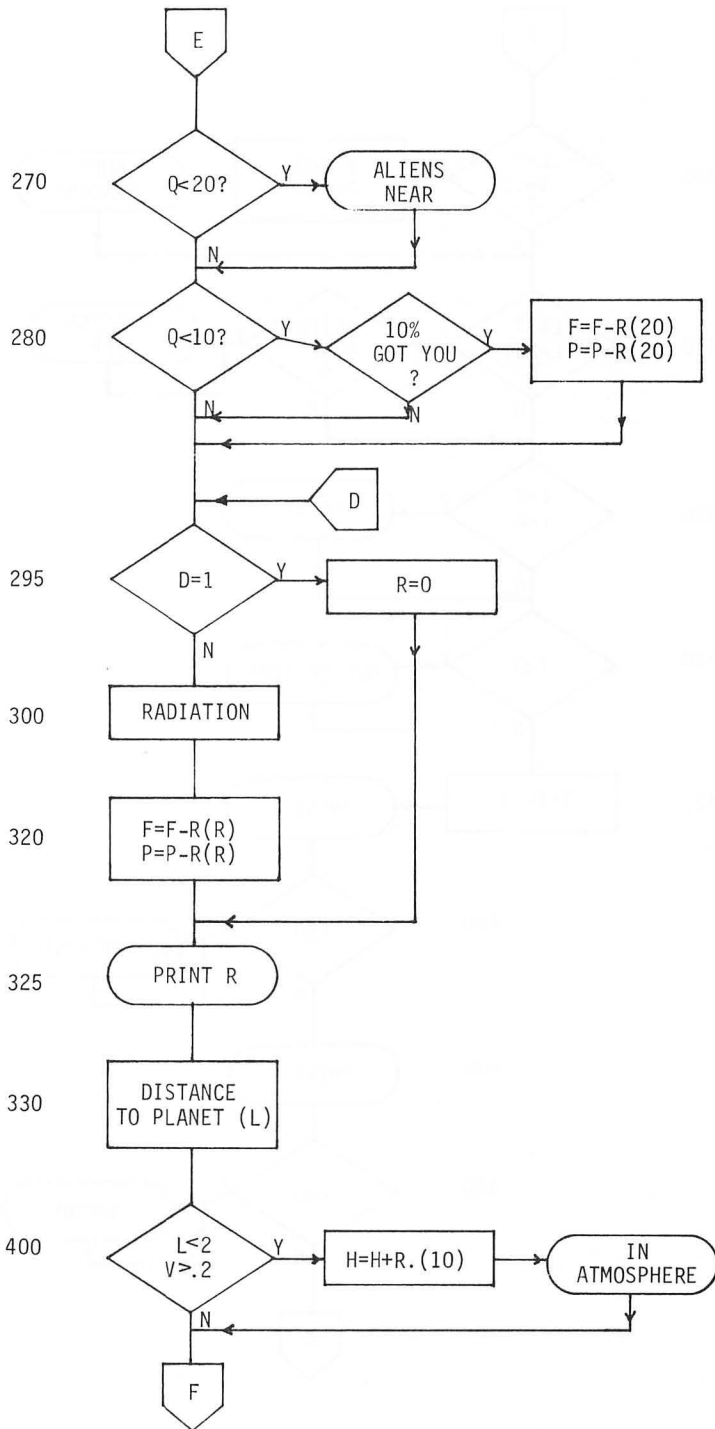 E
270
Q<20?
Y
ALIENS
NEAR
N
280
Q<10?
Y
10%
GOT YOU
?
Y
F=F-R(20)
P=P-R(20)
N
N
D
295
D=1
Y
R=0
N
300
RADIATION
320
F=F-R(R)
P=P-R(R)
325
PRINT R
330
DISTANCE
TO PLANET (L)
400
L<2
V>.2
Y
H=H+R.(10)
IN
ATMOSPHERE
N
F